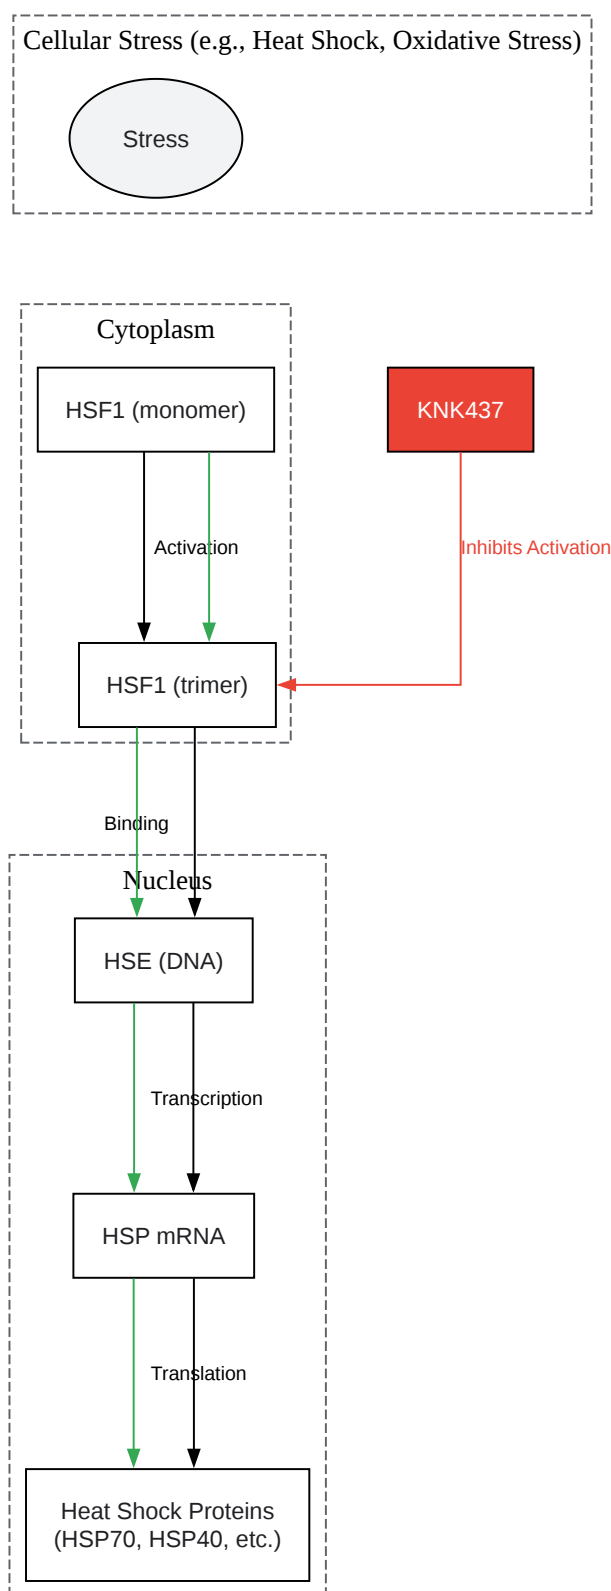 Cellular Stress (e.g., Heat Shock, Oxidative Stress)
Stress
Cytoplasm
HSF1 (monomer)
KNK437
Activation
Inhibits Activation
HSF1 (trimer)
Binding
Nucleus
HSE (DNA)
Transcription
HSP mRNA
Translation
Heat Shock Proteins
(HSP70, HSP40, etc.)